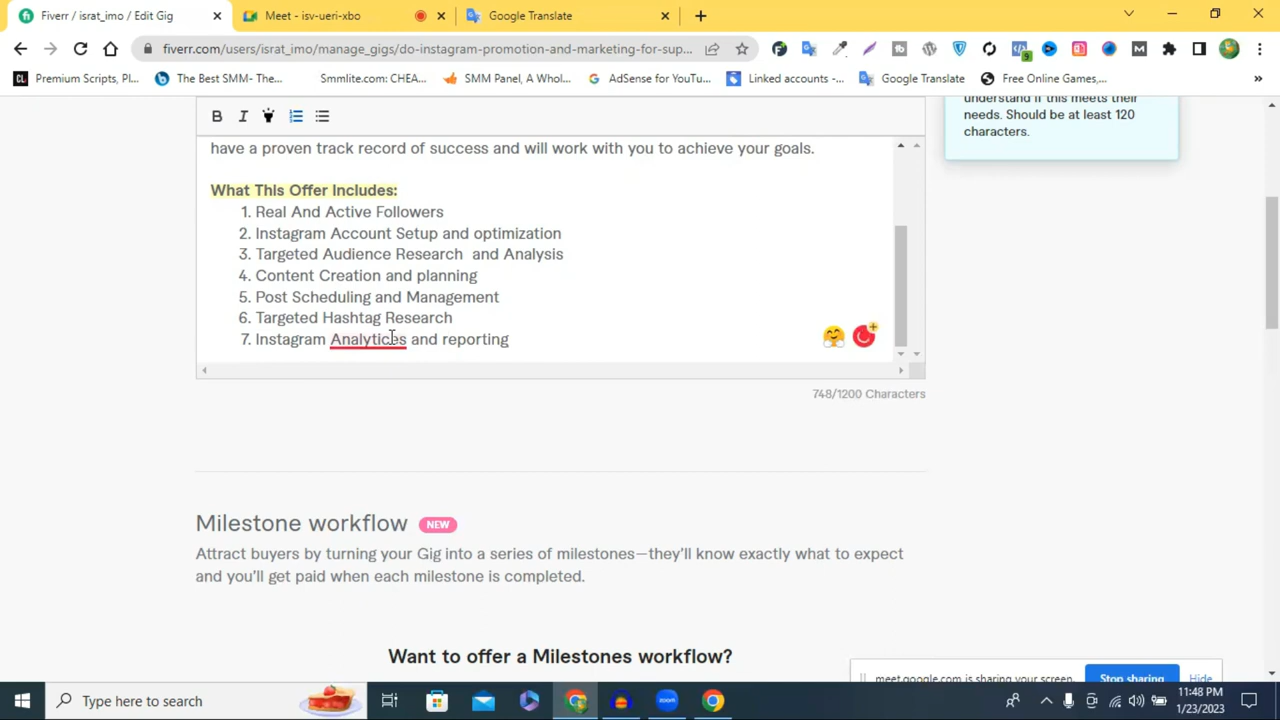 Fiverr / israt_imo / Edit Gig
Meet - isv-ueri-xbo
Google Translate
fiverr.com/users/israt_imo/manage_gigs/do-instagram-promotion-and-marketing-for-sup...
9
M
CL Premium Scripts, Pl...
The Best SMM- The...
Smmlite.com: CHEA...
SMM Panel, A Whol...
AdSense for YouTu...
Linked accounts -...
Google Translate
Free Online Games,...
»
understand if this meets their
needs. Should be at least 120
characters.
B I
have a proven track record of success and will work with you to achieve your goals.
What This Offer Includes:
1. Real And Active Followers
2. Instagram Account Setup and optimization
3. Targeted Audience Research  and Analysis
4. Content Creation and planning
5. Post Scheduling and Management
6. Targeted Hashtag Research
7. Instagram Analytices and reporting
748/1200 Characters
Milestone workflow NEW
Attract buyers by turning your Gig into a series of milestones—they'll know exactly what to expect
and you'll get paid when each milestone is completed.
Want to offer a Milestones workflow?
meet.google.com is sharing your screen.
Stop sharing
Hide
Type here to search
zoom
11:48 PM
1/23/2023